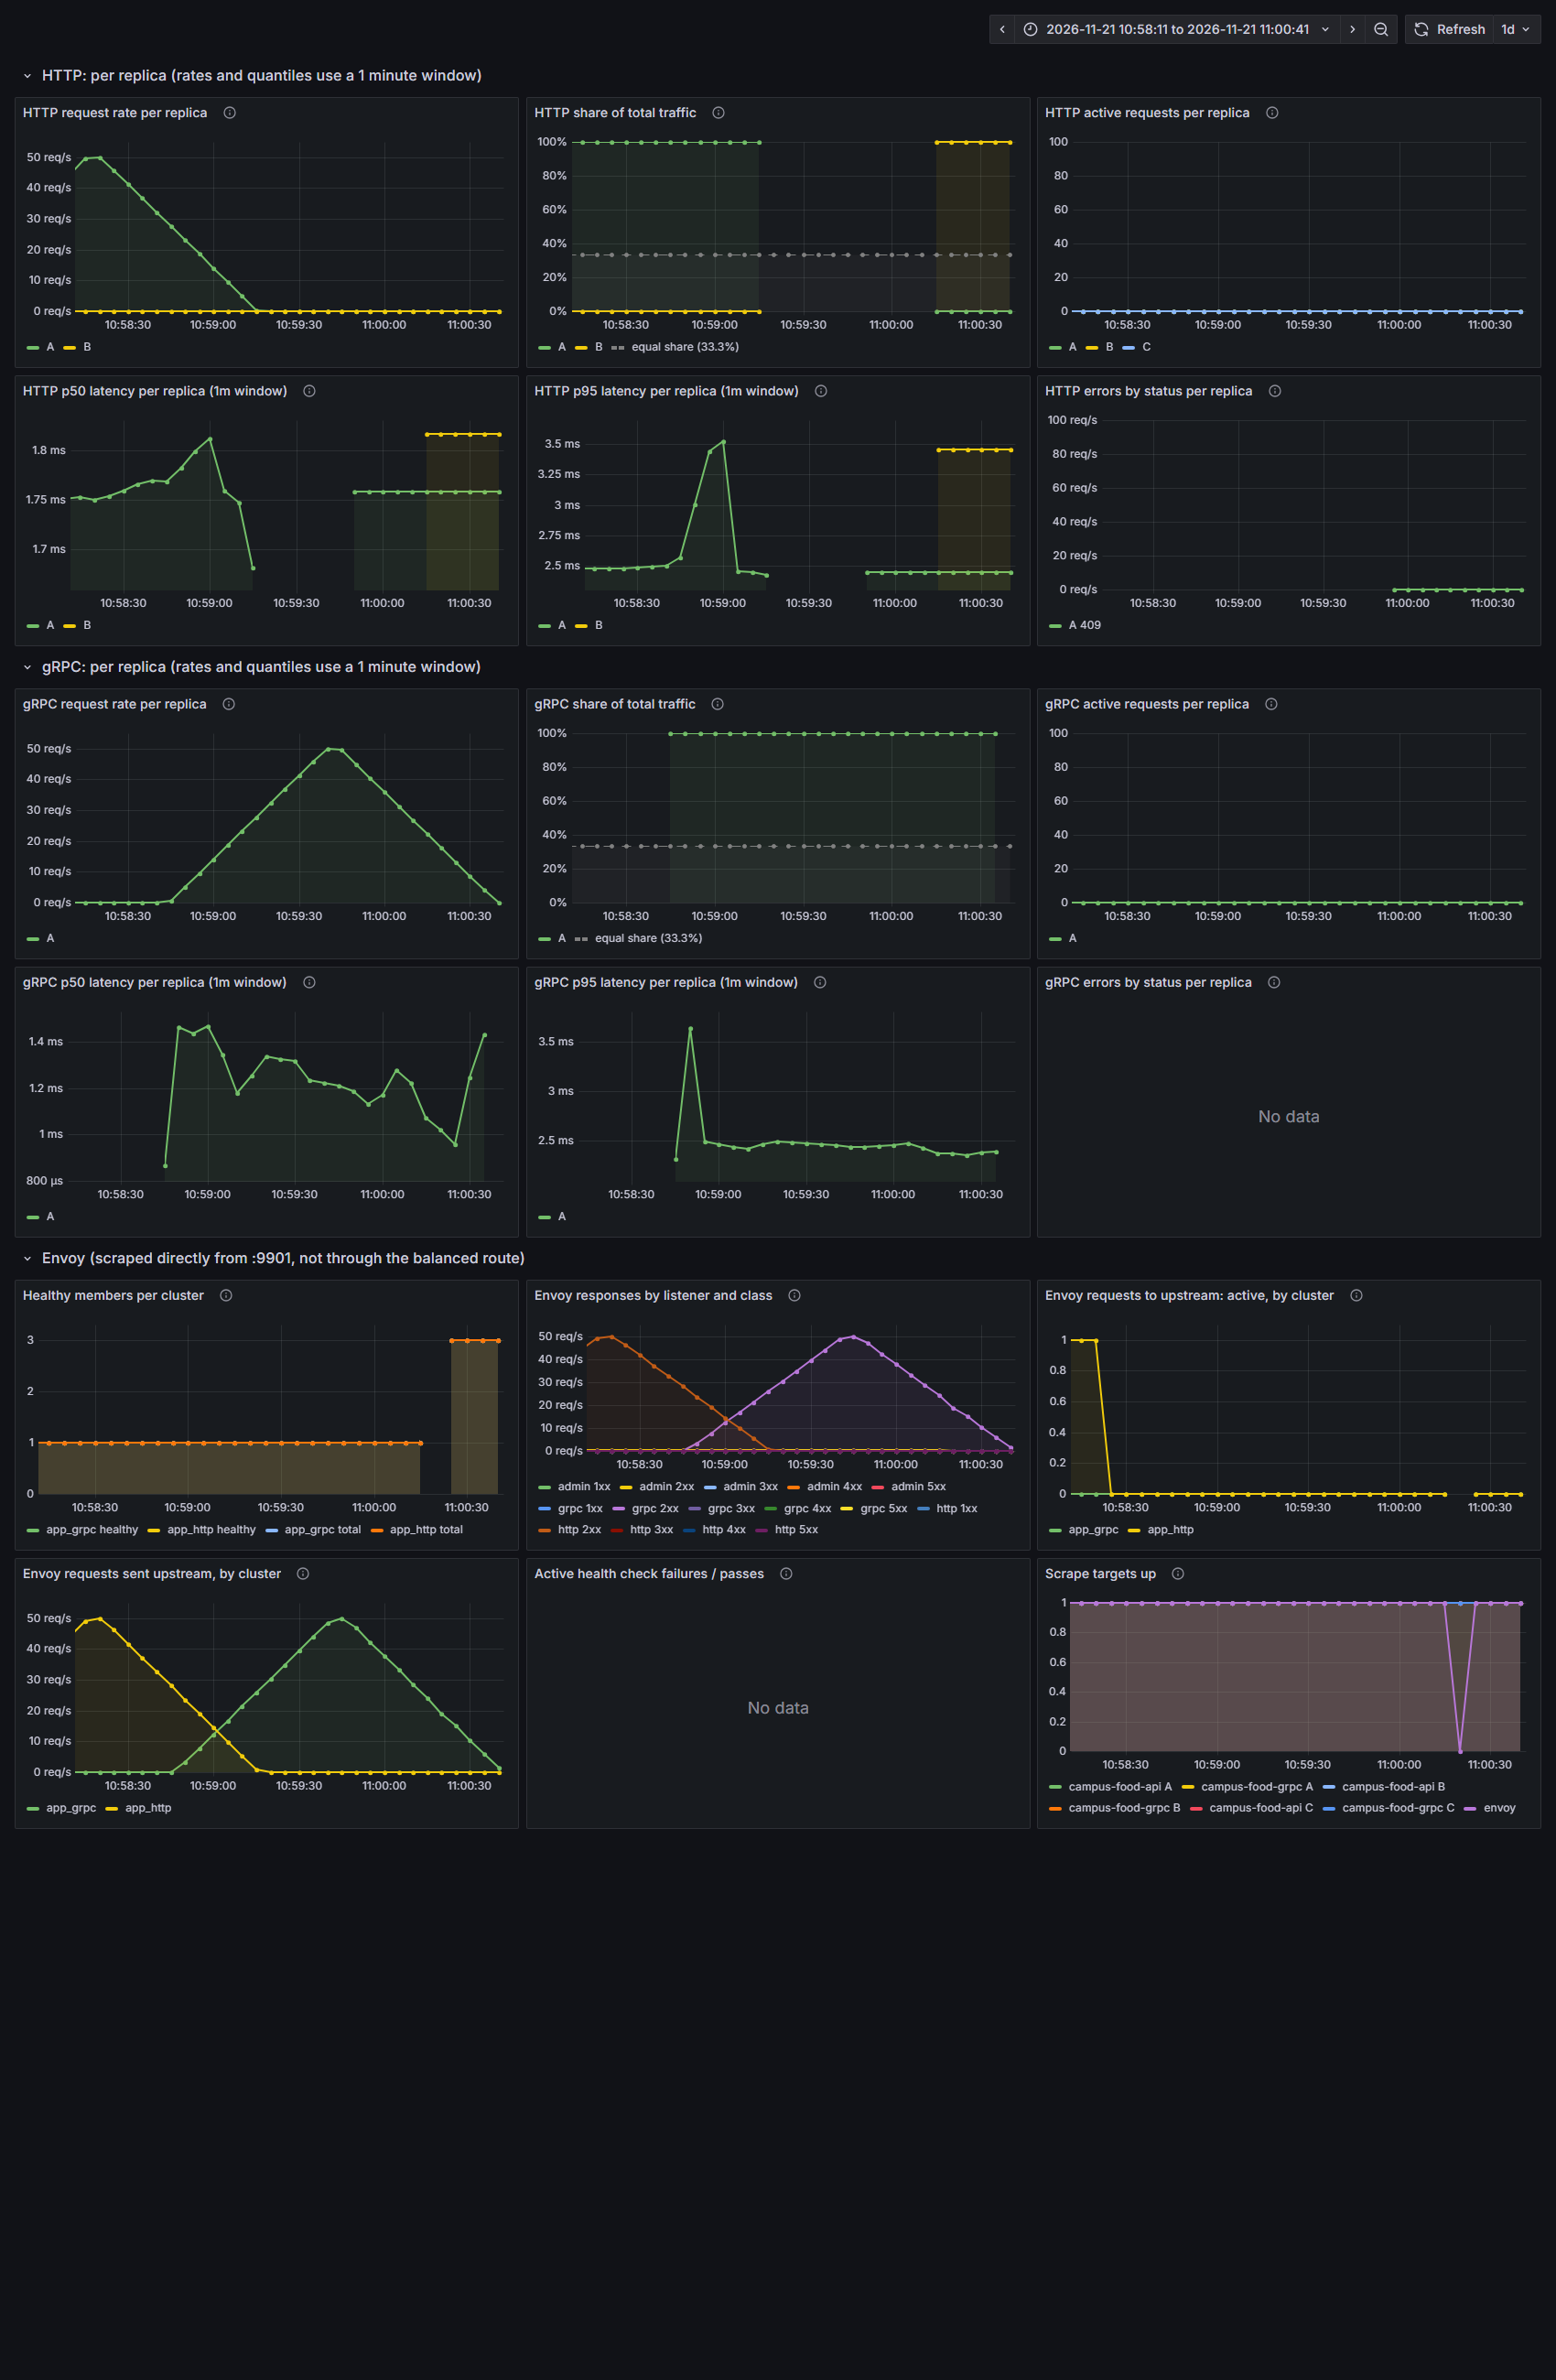 2026-11-21 10:58:11 to 2026-11-21 11:00:41
Refresh
1d
HTTP: per replica (rates and quantiles use a 1 minute window)
HTTP request rate per replica
50 req/s
40 req/s
30 req/s
20 req/s
10 req/s
0 req/s
10:58:30 10:59:00 10:59:30 11:00:00 11:00:30
A B
HTTP share of total traffic
100%
80%
60%
40%
20%
0%
10:58:30 10:59:00 10:59:30 11:00:00 11:00:30
A B equal share (33.3%)
HTTP active requests per replica
100
80
60
40
20
0
10:58:30 10:59:00 10:59:30 11:00:00 11:00:30
A B C
HTTP p50 latency per replica (1m window)
1.8 ms
1.75 ms
1.7 ms
10:58:30 10:59:00 10:59:30 11:00:00 11:00:30
A B
HTTP p95 latency per replica (1m window)
3.5 ms
3.25 ms
3 ms
2.75 ms
2.5 ms
10:58:30 10:59:00 10:59:30 11:00:00 11:00:30
A B
HTTP errors by status per replica
100 req/s
80 req/s
60 req/s
40 req/s
20 req/s
0 req/s
10:58:30 10:59:00 10:59:30 11:00:00 11:00:30
A 409
gRPC: per replica (rates and quantiles use a 1 minute window)
gRPC request rate per replica
50 req/s
40 req/s
30 req/s
20 req/s
10 req/s
0 req/s
10:58:30 10:59:00 10:59:30 11:00:00 11:00:30
A
gRPC share of total traffic
100%
80%
60%
40%
20%
0%
10:58:30 10:59:00 10:59:30 11:00:00 11:00:30
A equal share (33.3%)
gRPC active requests per replica
100
80
60
40
20
0
10:58:30 10:59:00 10:59:30 11:00:00 11:00:30
A
gRPC p50 latency per replica (1m window)
1.4 ms
1.2 ms
1 ms
800 µs
10:58:30 10:59:00 10:59:30 11:00:00 11:00:30
A
gRPC p95 latency per replica (1m window)
3.5 ms
3 ms
2.5 ms
10:58:30 10:59:00 10:59:30 11:00:00 11:00:30
A
gRPC errors by status per replica
No data
Envoy (scraped directly from :9901, not through the balanced route)
Healthy members per cluster
3
2
1
0
10:58:30 10:59:00 10:59:30 11:00:00 11:00:30
app_grpc healthy app_http healthy app_grpc total app_http total
Envoy responses by listener and class
50 req/s
40 req/s
30 req/s
20 req/s
10 req/s
0 req/s
10:58:30 10:59:00 10:59:30 11:00:00 11:00:30
admin 1xx admin 2xx admin 3xx admin 4xx admin 5xx
grpc 1xx grpc 2xx grpc 3xx grpc 4xx grpc 5xx http 1xx
http 2xx http 3xx http 4xx http 5xx
Envoy requests to upstream: active, by cluster
1
0.8
0.6
0.4
0.2
0
10:58:30 10:59:00 10:59:30 11:00:00 11:00:30
app_grpc app_http
Envoy requests sent upstream, by cluster
50 req/s
40 req/s
30 req/s
20 req/s
10 req/s
0 req/s
10:58:30 10:59:00 10:59:30 11:00:00 11:00:30
app_grpc app_http
Active health check failures / passes
No data
Scrape targets up
1
0.8
0.6
0.4
0.2
0
10:58:30 10:59:00 10:59:30 11:00:00 11:00:30
campus-food-api A campus-food-grpc A campus-food-api B
campus-food-grpc B campus-food-api C campus-food-grpc C envoy